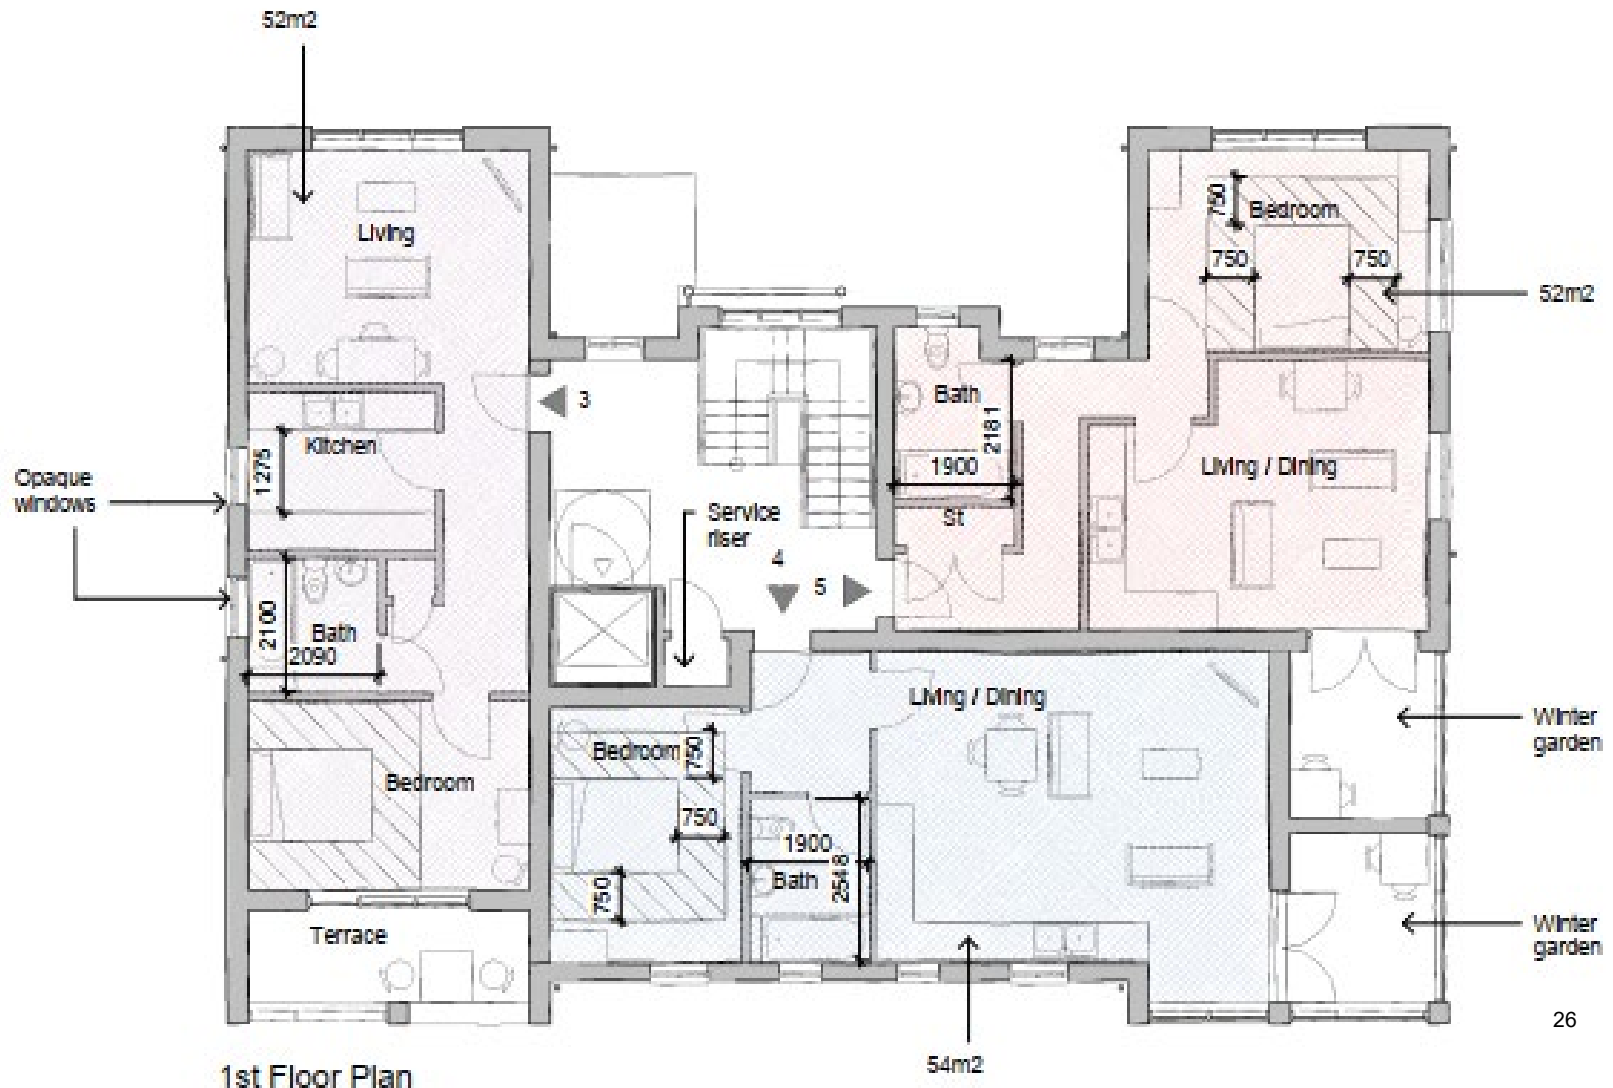 52m2
Living
750
Bedroom
750
750
52m2
3
Kitchen
1275
Bath
2181
1900
Living / Dining
Opaque
windows
Service
riser
St
4
5
2100
Bath
2090
Living / Dining
Winter
garden
Bedroom
750
Bedroom
750
1900
2548
Bath
750
Terrace
Winter
garden
26
54m2
1st Floor Plan